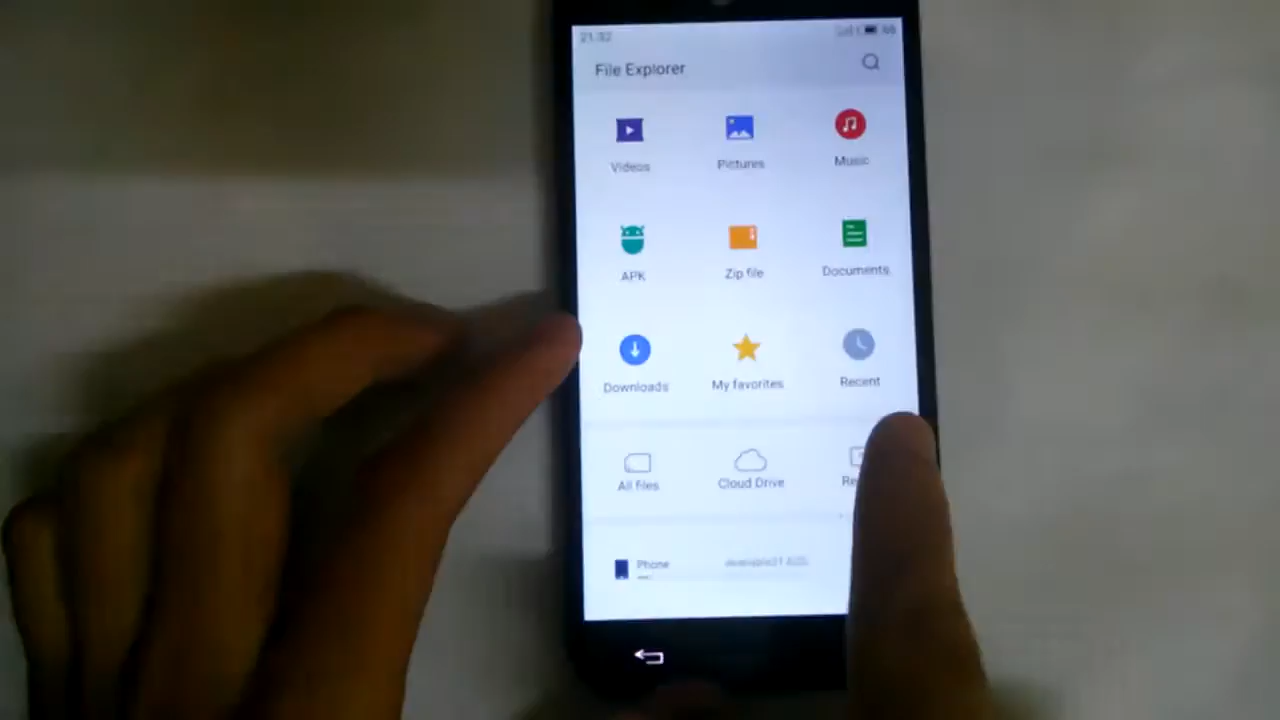 21:32
File Explorer
Videos
Pictures
Music
APK
Zip file
Documents
Downloads
My favorites
Recent
All files
Cloud Drive
Re
Phone